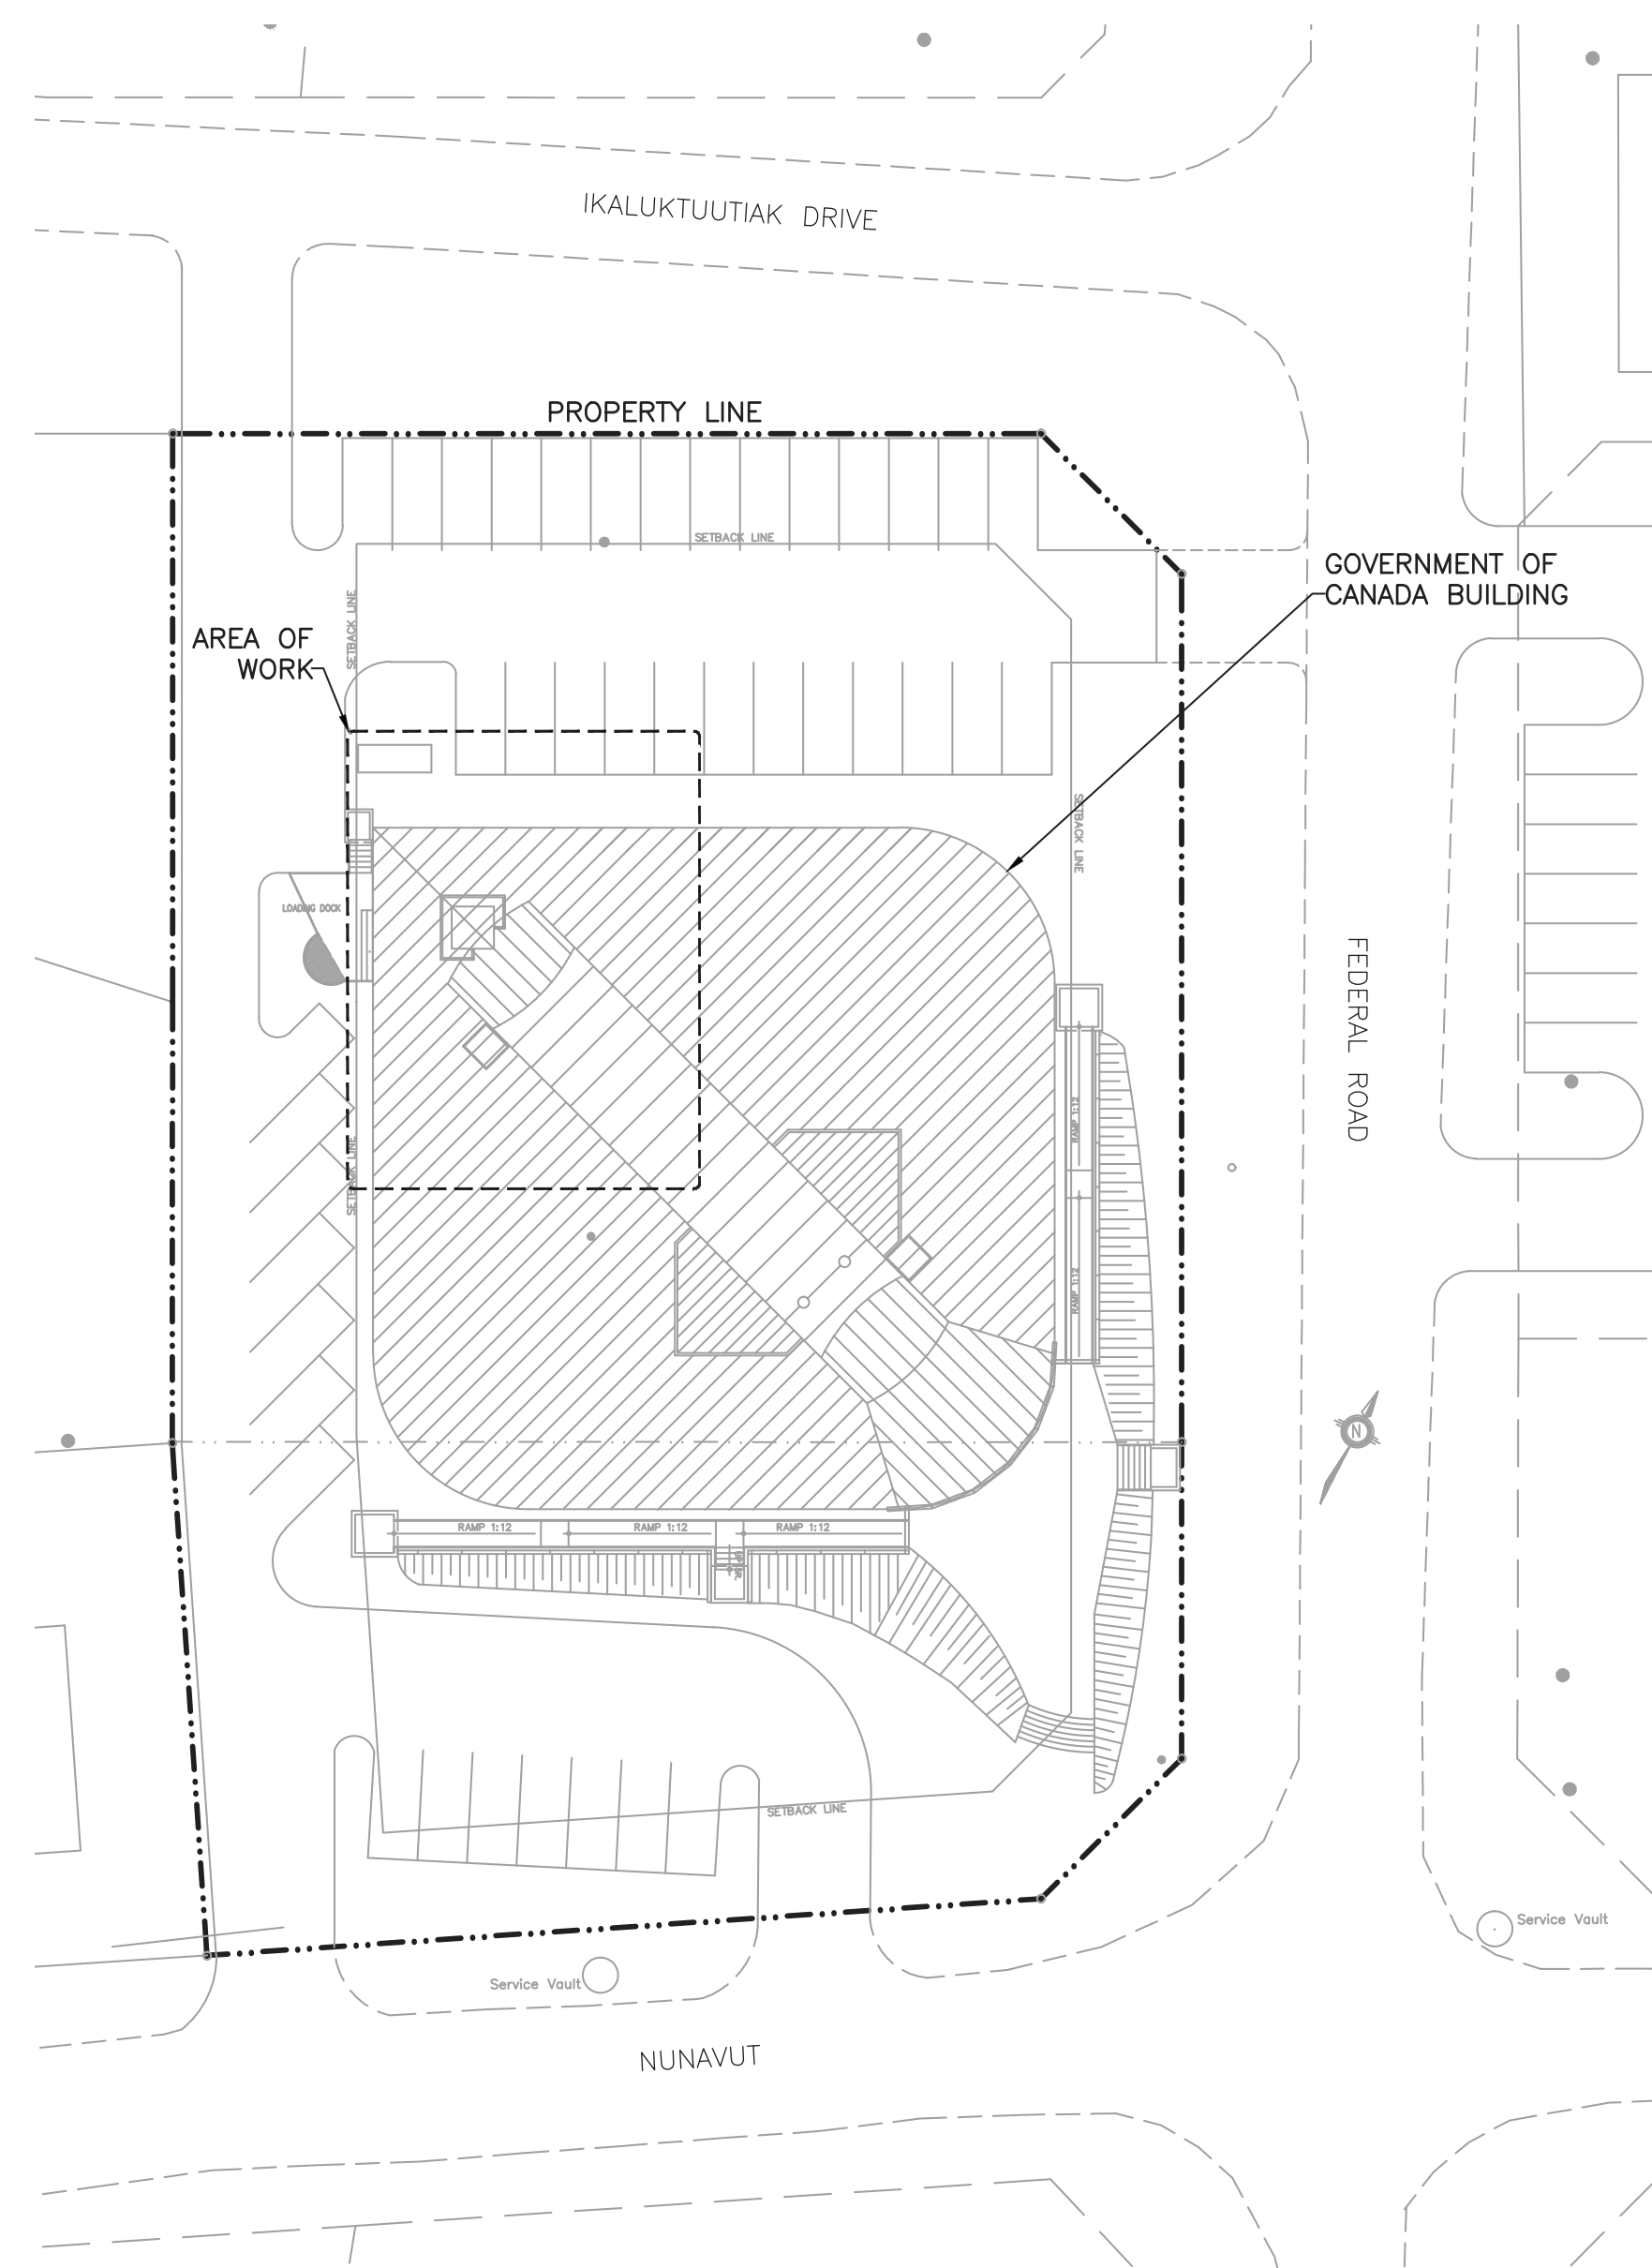 IKALUKTUUTIAK DRIVE
PROPERTY LINE
SETBACK LINE
GOVERNMENT OF
CANADA BUILDING
SETBACK LINE
AREA OF
WORK
SETBACK LINE
LOADING DOCK
FEDERAL ROAD
RAMP 1:12
SETBACK LINE
RAMP 1:12
N
RAMP 1:12
RAMP 1:12
RAMP 1:12
SETBACK LINE
Service Vault
Service Vault
NUNAVUT